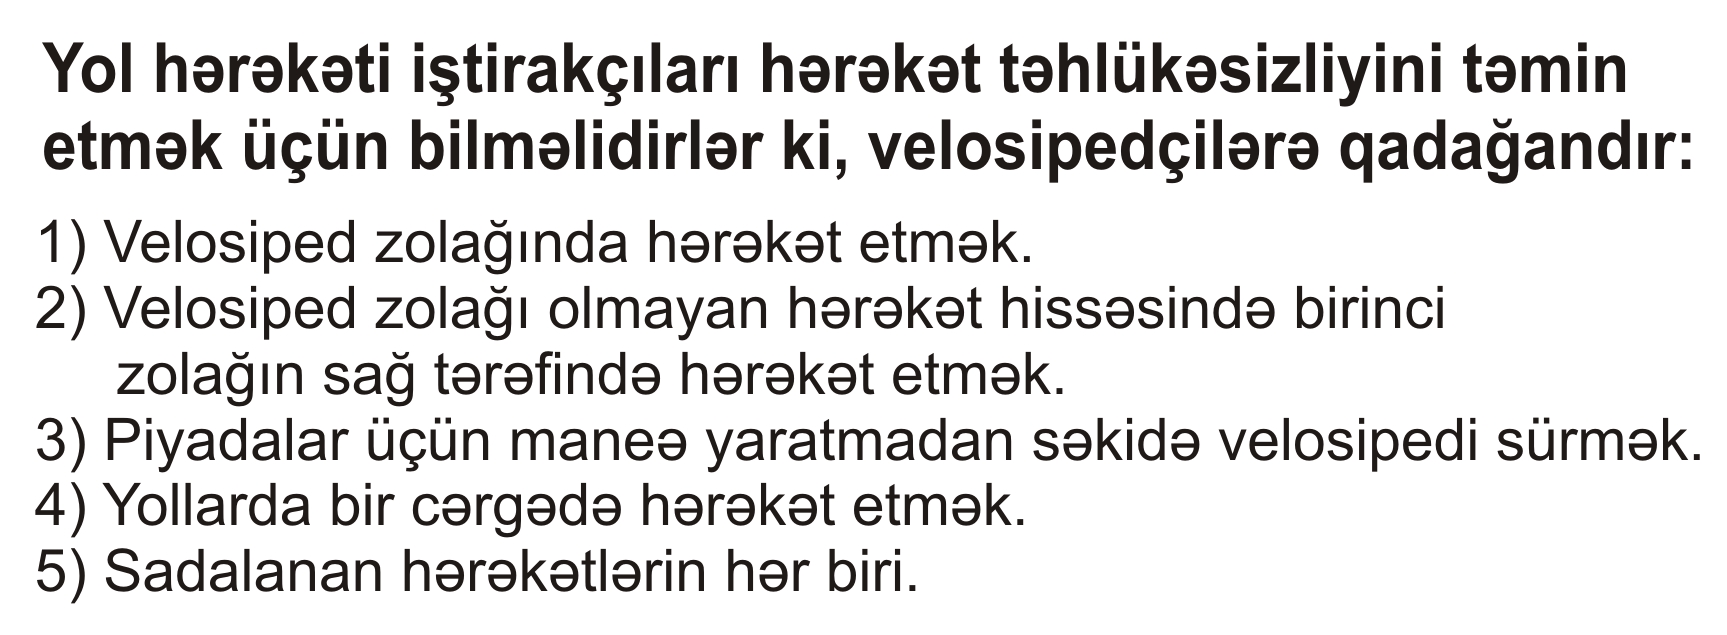 Yol hərəkəti iştirakçıları hərəkət təhlükəsizliyini təmin
etmək üçün bilməlidirlər ki, velosipedçilərə qadağandır:
1) Velosiped zolağında hərəkət etmək.
2) Velosiped zolağı olmayan hərəkət hissəsində birinci
zolağın sağ tərəfində hərəkət etmək.
3) Piyadalar üçün maneə yaratmadan səkidə velosipedi sürmək.
4) Yollarda bir cərgədə hərəkət etmək.
5) Sadalanan hərəkətlərin hər biri.